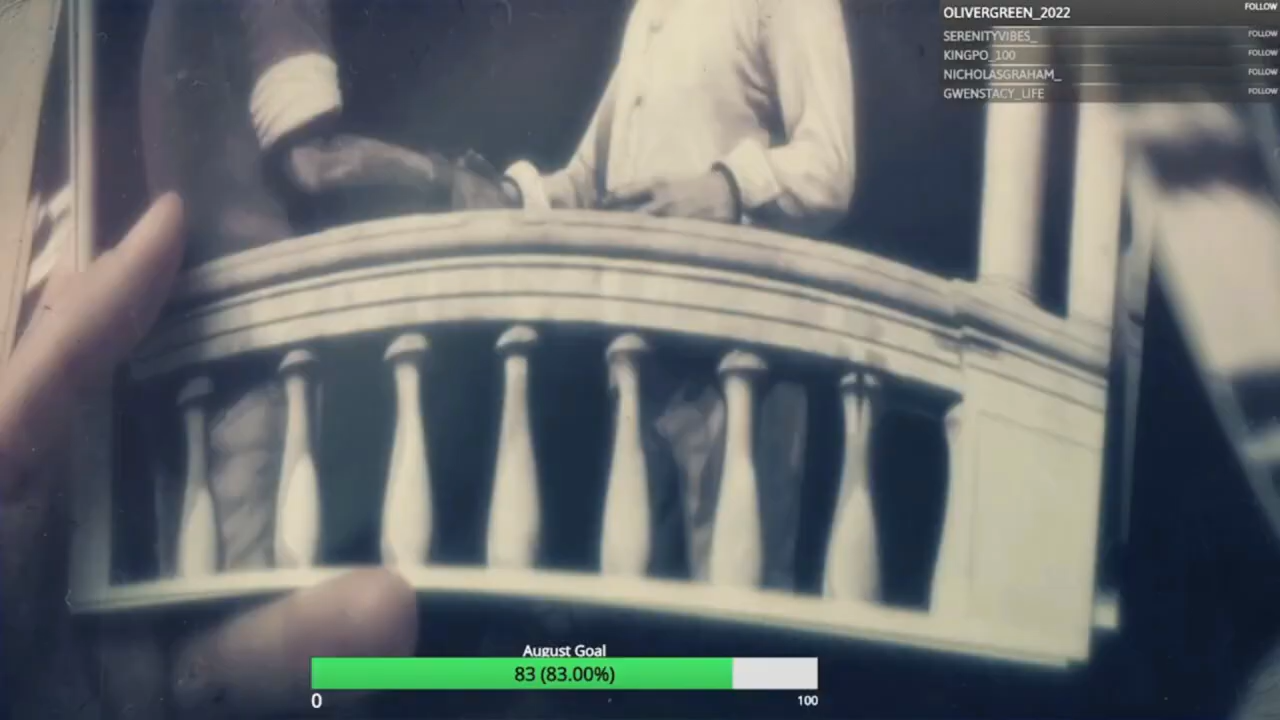 OLIVERGREEN_2022 FOLLOW
SERENITYVIBES_ FOLLOW
KINGPO_100 FOLLOW
NICHOLASGRAHAM_ FOLLOW
GWENSTACY_LIFE FOLLOW
August Goal
83 (83.00%)
0 100